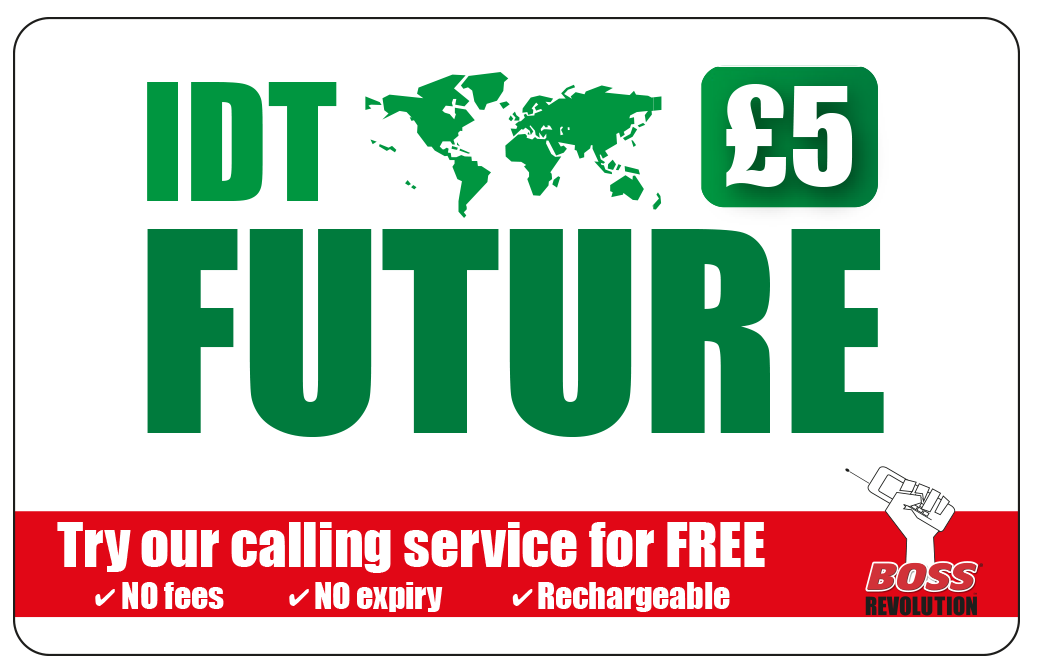 IDT £5
FUTURE
Try our calling service for FREE
✔ NO fees ✔ NO expiry ✔ Rechargeable
BOSS
REVOLUTION